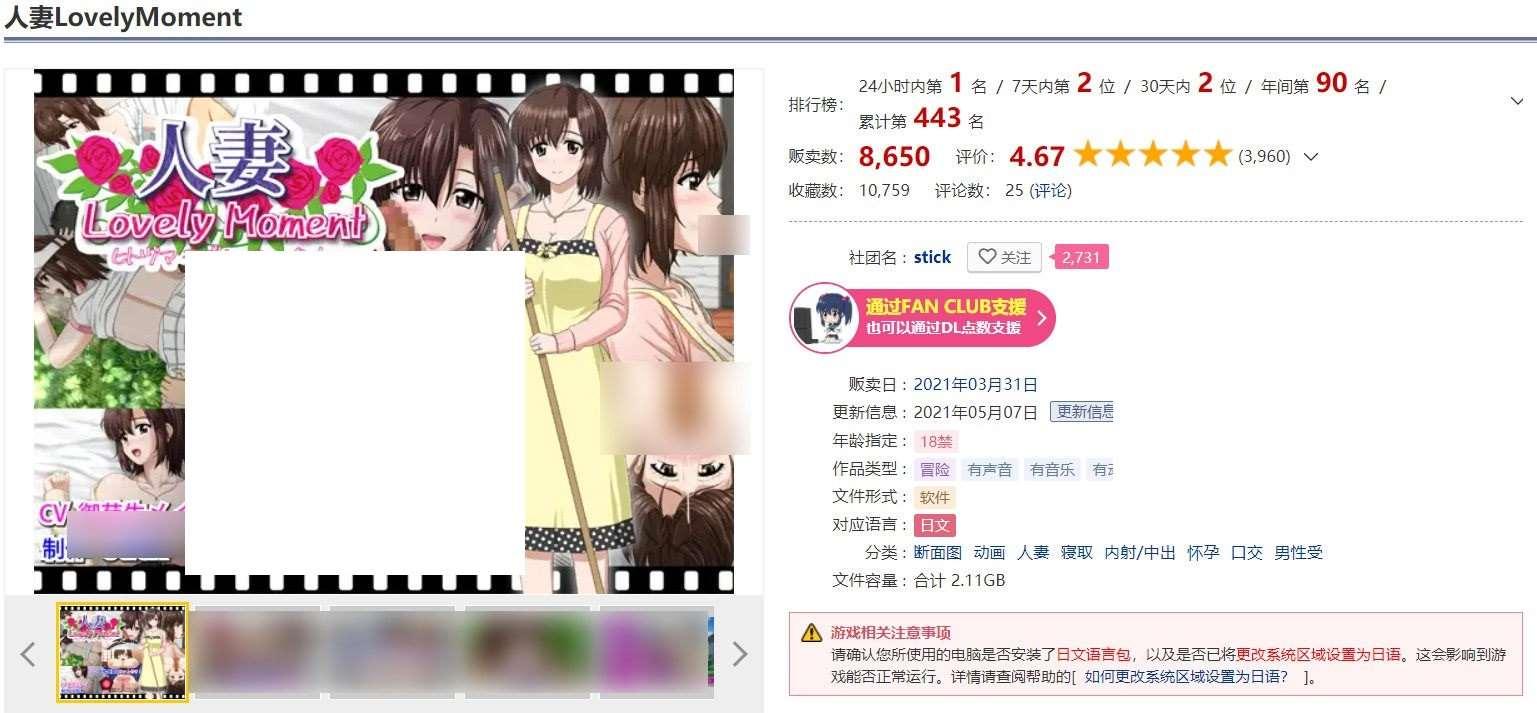 人妻LovelyMoment
人妻
Lovely Moment
24小时内第 1 名 / 7天内第 2 位 / 30天内 2 位 / 年间第 90 名 /
排行榜：
累计第 443 名
贩卖数： 8,650 评价： 4.67 (3,960)
收藏数： 10,759 评论数： 25 (评论)
社团名 : stick 关注 2,731
通过FAN CLUB支援
也可以通过DL点数支援
贩卖日 : 2021年03月31日
更新信息 : 2021年05月07日 更新信息
年龄指定 : 18禁
作品类型 : 冒险 有声音 有音乐 有
文件形式 : 软件
对应语言 : 日文
分类 : 断面图 动画 人妻 寝取 内射/中出 怀孕 口交 男性受
文件容量 : 合计 2.11GB
CV
制
人妻
Lovely Moment
游戏相关注意事项
请确认您所使用的电脑是否安装了日文语言包，以及是否已将更改系统区域设置为日语。这会影响到游
戏能否正常运行。详情请查阅帮助的[ 如何更改系统区域设置为日语? ]。